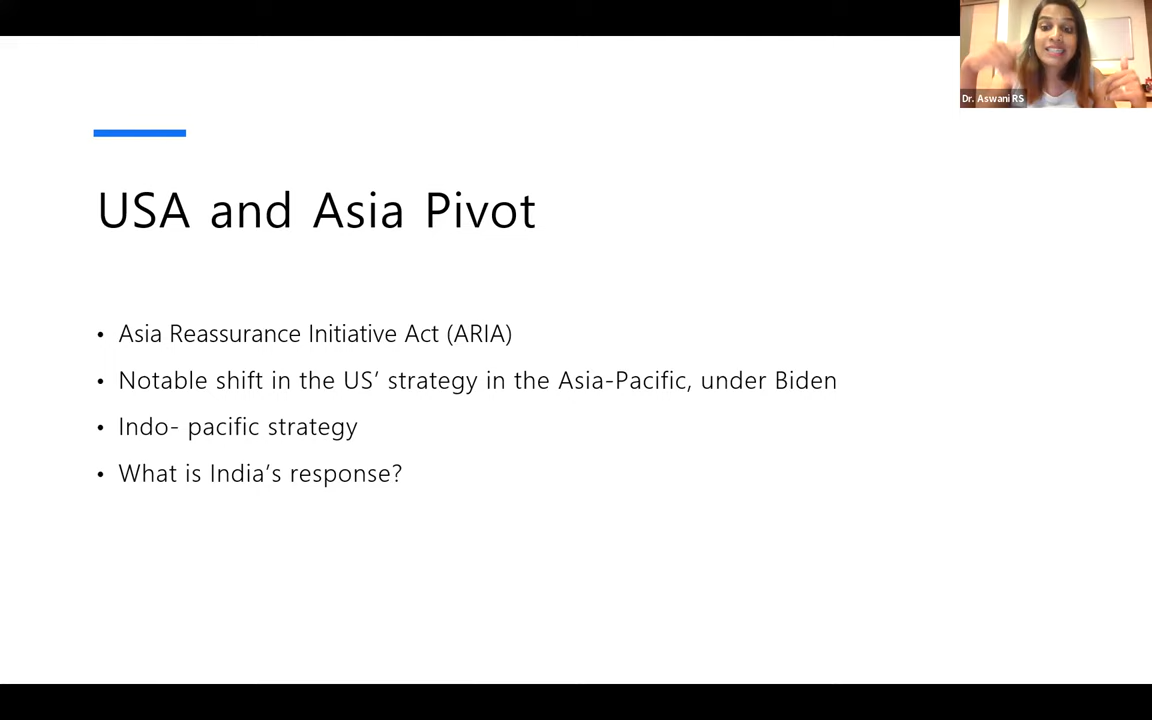 Dr. Aswani RS
USA and Asia Pivot
• Asia Reassurance Initiative Act (ARIA)
• Notable shift in the US’ strategy in the Asia-Pacific, under Biden
• Indo- pacific strategy
• What is India’s response?